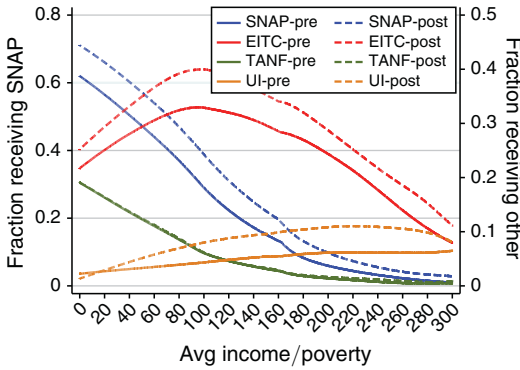 SNAP-pre SNAP-post
EITC-pre EITC-post
TANF-pre TANF-post
UI-pre UI-post
Fraction receiving SNAP
0.8
0.6
0.4
0.2
0
Fraction receiving other
0.5
0.4
0.3
0.2
0.1
0
0 20 40 60 80 100 120 140 160 180 200 220 240 260 280 300
Avg income/poverty